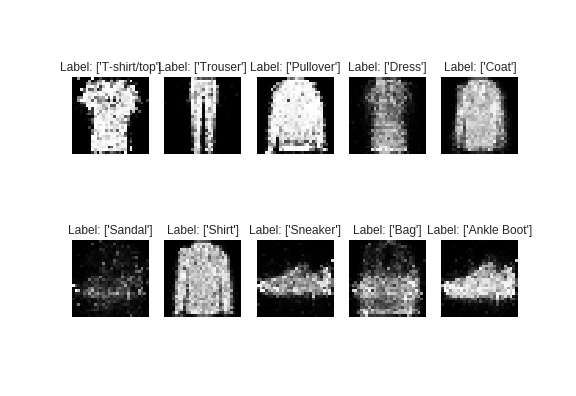 Label: ['T-shirt/top'] Label: ['Trouser'] Label: ['Pullover'] Label: ['Dress'] Label: ['Coat']
Label: ['Sandal'] Label: ['Shirt'] Label: ['Sneaker'] Label: ['Bag'] Label: ['Ankle Boot']